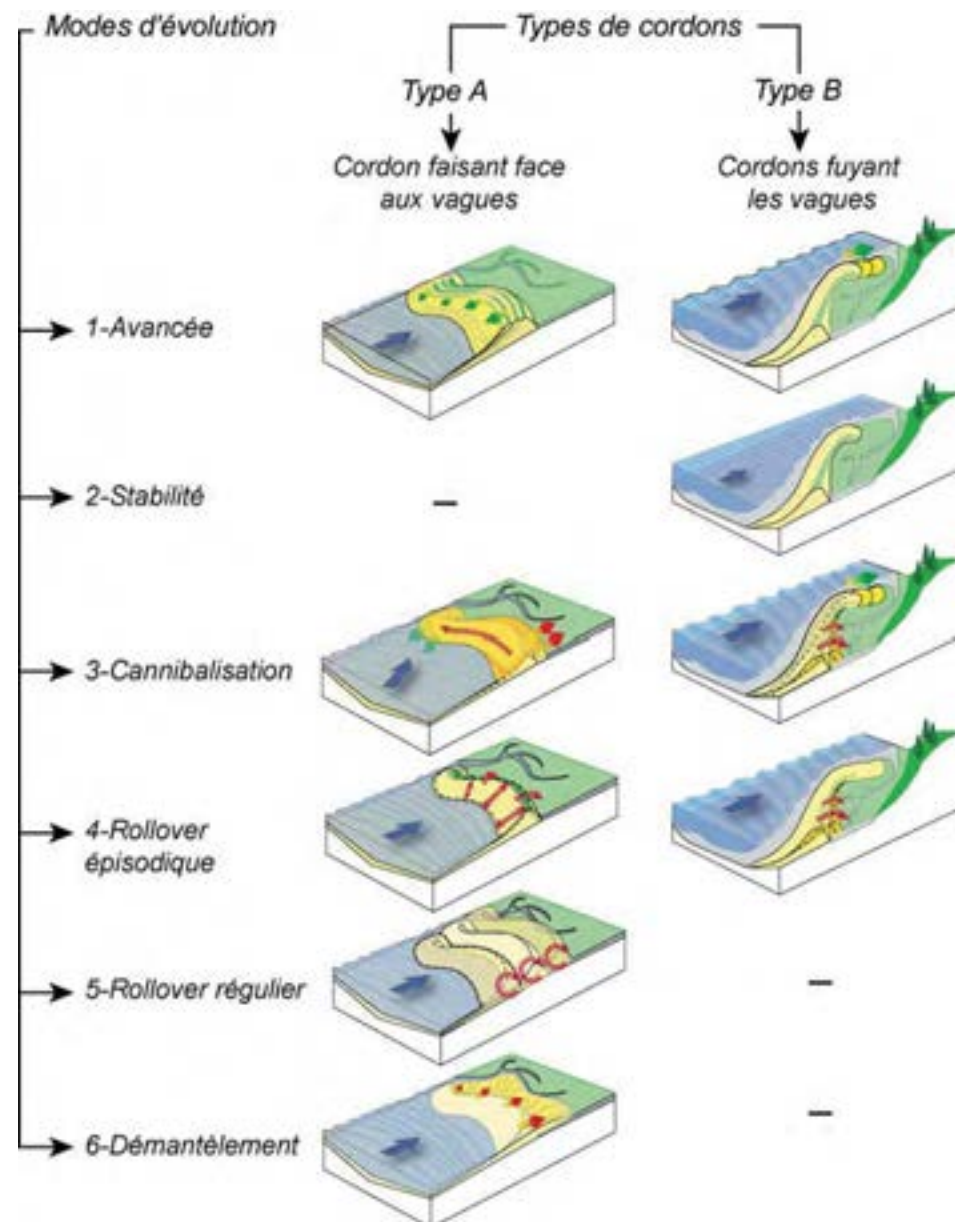 Modes d'évolution
Types de cordons
Type A
Type B
Cordon faisant face
aux vagues
Cordons fuyant
les vagues
1-Avancée
2-Stabilité
–
3-Cannibalisation
4-Rollover
épisodique
5-Rollover régulier
–
6-Démantèlement
–